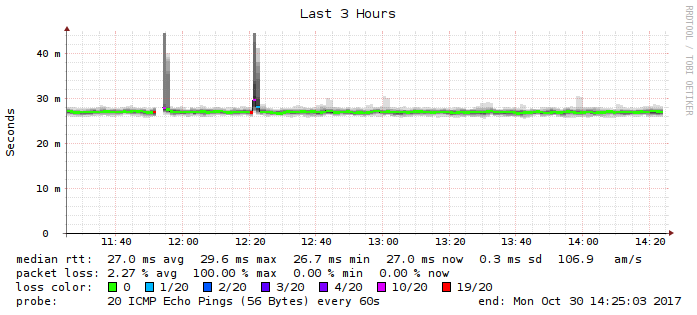 Last 3 Hours
RRDTOOL / TOBI OETIKER
Seconds
40 m
30 m
20 m
10 m
0
11:40 12:00 12:20 12:40 13:00 13:20 13:40 14:00 14:20
median rtt: 27.0 ms avg 29.6 ms max 26.7 ms min 27.0 ms now 0.3 ms sd 106.9 am/s
packet loss: 2.27 % avg 100.00 % max 0.00 % min 0.00 % now
loss color: 0 1/20 2/20 3/20 4/20 10/20 19/20
probe: 20 ICMP Echo Pings (56 Bytes) every 60s end: Mon Oct 30 14:25:03 2017